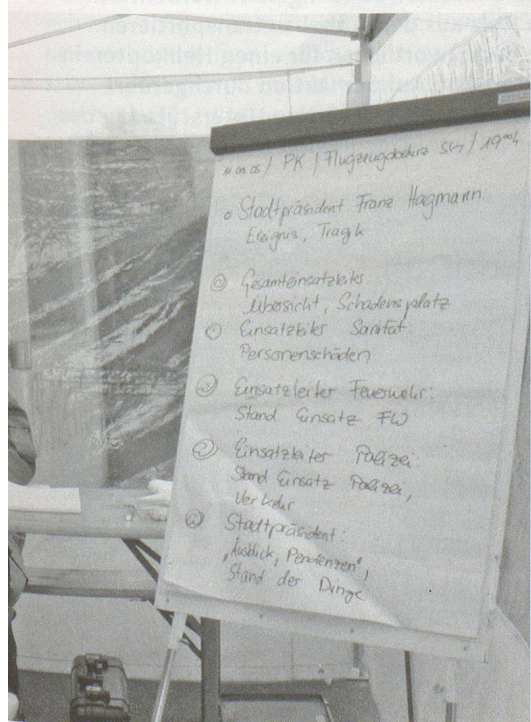 PK / Flugzeugabsturz SG / 19⁰⁰h
Stadtpräsident Franz Hagmann
Ereignis, Tragik
Gesamteinsatzleiter
Übersicht, Schadensplatz
Einsatzleiter Sanität:
Personenschäden
Einsatzleiter Feuerwehr:
Stand Einsatz FW
Einsatzleiter Polizei:
Stand Einsatz Polizei,
Verkehr
Stadtpräsident:
„Ausblick, Pendenzen",
Stand der Dinge